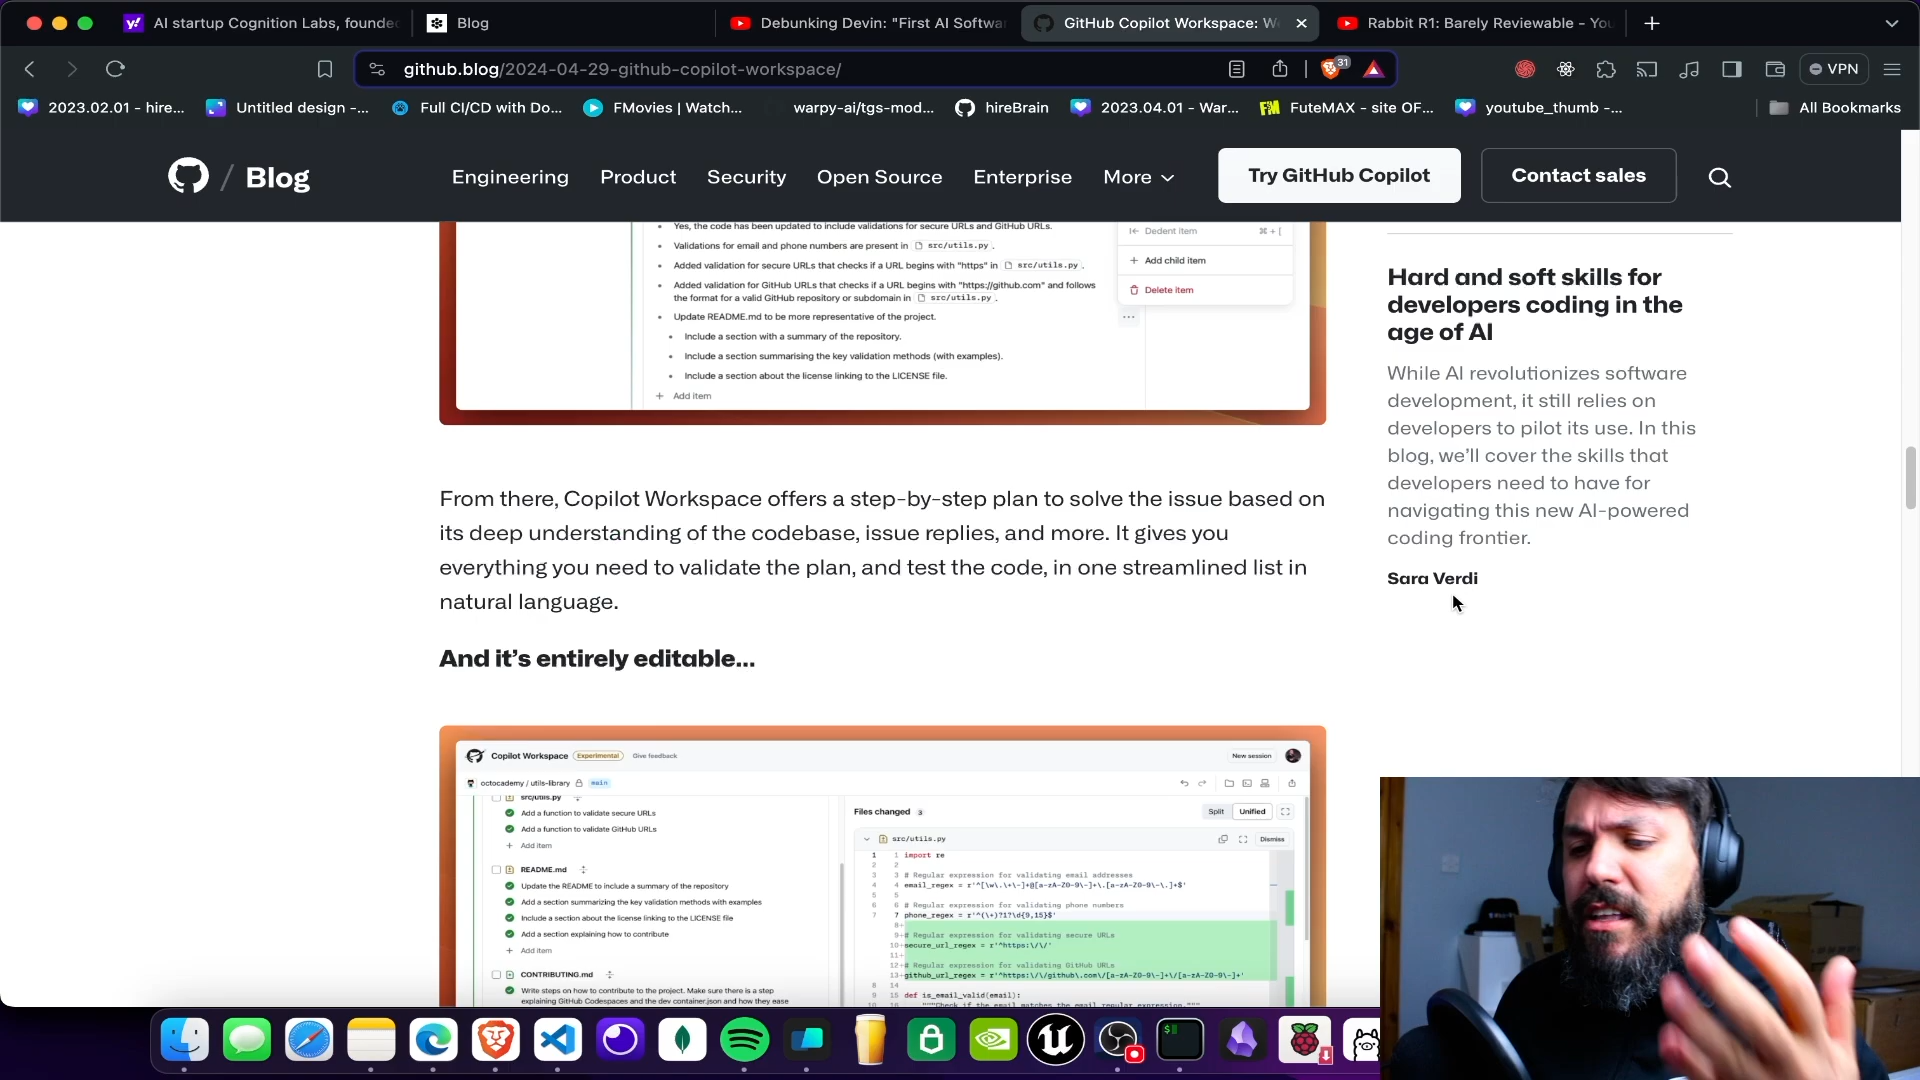 AI startup Cognition Labs, founde
Blog
Debunking Devin: "First AI Softwa
GitHub Copilot Workspace: W
Rabbit R1: Barely Reviewable - You
github.blog/2024-04-29-github-copilot-workspace/
31
VPN
2023.02.01 - hire...
Untitled design -...
Full CI/CD with Do...
FMovies | Watch...
warpy-ai/tgs-mod...
hireBrain
2023.04.01 - War...
FuteMAX - site OF...
youtube_thumb -...
All Bookmarks
/ Blog
Engineering
Product
Security
Open Source
Enterprise
More
Try GitHub Copilot
Contact sales
Yes, the code has been updated to include validations for secure URLs and GitHub URLs.
Validations for email and phone numbers are present in src/utils.py .
Added validation for secure URLs that checks if a URL begins with "https" in src/utils.py .
Added validation for GitHub URLs that checks if a URL begins with "https://github.com" and follows
the format for a valid GitHub repository or subdomain in src/utils.py .
Update README.md to be more representative of the project.
Include a section with a summary of the repository.
Include a section summarising the key validation methods (with examples).
Include a section about the license linking to the LICENSE file.
+ Add item
Dedent item ⌘ + [
+ Add child item
Delete item
Hard and soft skills for
developers coding in the
age of AI
While AI revolutionizes software
development, it still relies on
developers to pilot its use. In this
blog, we’ll cover the skills that
developers need to have for
navigating this new AI-powered
coding frontier.
Sara Verdi
From there, Copilot Workspace offers a step-by-step plan to solve the issue based on
its deep understanding of the codebase, issue replies, and more. It gives you
everything you need to validate the plan, and test the code, in one streamlined list in
natural language.
And it’s entirely editable…
Copilot Workspace Experimental Give feedback
New session
octocademy / utils-library main
src/utils.py
Add a function to validate secure URLs
Add a function to validate GitHub URLs
+ Add item
README.md
Update the README to include a summary of the repository
Add a section summarizing the key validation methods with examples
Include a section about the license linking to the LICENSE file
Add a section explaining how to contribute
+ Add item
CONTRIBUTING.md
Write steps on how to contribute to the project. Make sure there is a step
explaining GitHub Codespaces and the dev container.json and how they ease
Files changed 3
Split Unified
src/utils.py
Dismiss
1 1 import re
2 2
3 3 # Regular expression for validating email addresses
4 4 email_regex = r'^[\w\.\+\-]+@[a-zA-Z0-9\-]+\.[a-zA-Z0-9\-\.]+$'
5 5
6 6 # Regular expression for validating phone numbers
7 7 phone_regex = r'^(\+)?1?\d{9,15}$'
8+
9+# Regular expression for validating secure URLs
10+secure_url_regex = r'^https:\/\/'
11+
12+# Regular expression for validating GitHub URLs
13+github_url_regex = r'^https:\/\/github\.com\/[a-zA-Z0-9\-]+\/[a-zA-Z0-9\-]+'
8 14
9 15 def is_email_valid(email):
10 16 """Check if the email matches the email regular expression."""